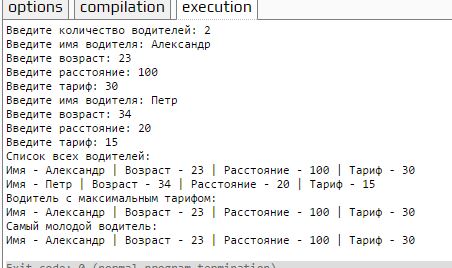 options compilation execution
Введите количество водителей: 2
Введите имя водителя: Александр
Введите возраст: 23
Введите расстояние: 100
Введите тариф: 30
Введите имя водителя: Петр
Введите возраст: 34
Введите расстояние: 20
Введите тариф: 15
Список всех водителей:
Имя - Александр | Возраст - 23 | Расстояние - 100 | Тариф - 30
Имя - Петр | Возраст - 34 | Расстояние - 20 | Тариф - 15
Водитель с максимальным тарифом:
Имя - Александр | Возраст - 23 | Расстояние - 100 | Тариф - 30
Самый молодой водитель:
Имя - Александр | Возраст - 23 | Расстояние - 100 | Тариф - 30
Exit code: 0 (normal program termination)